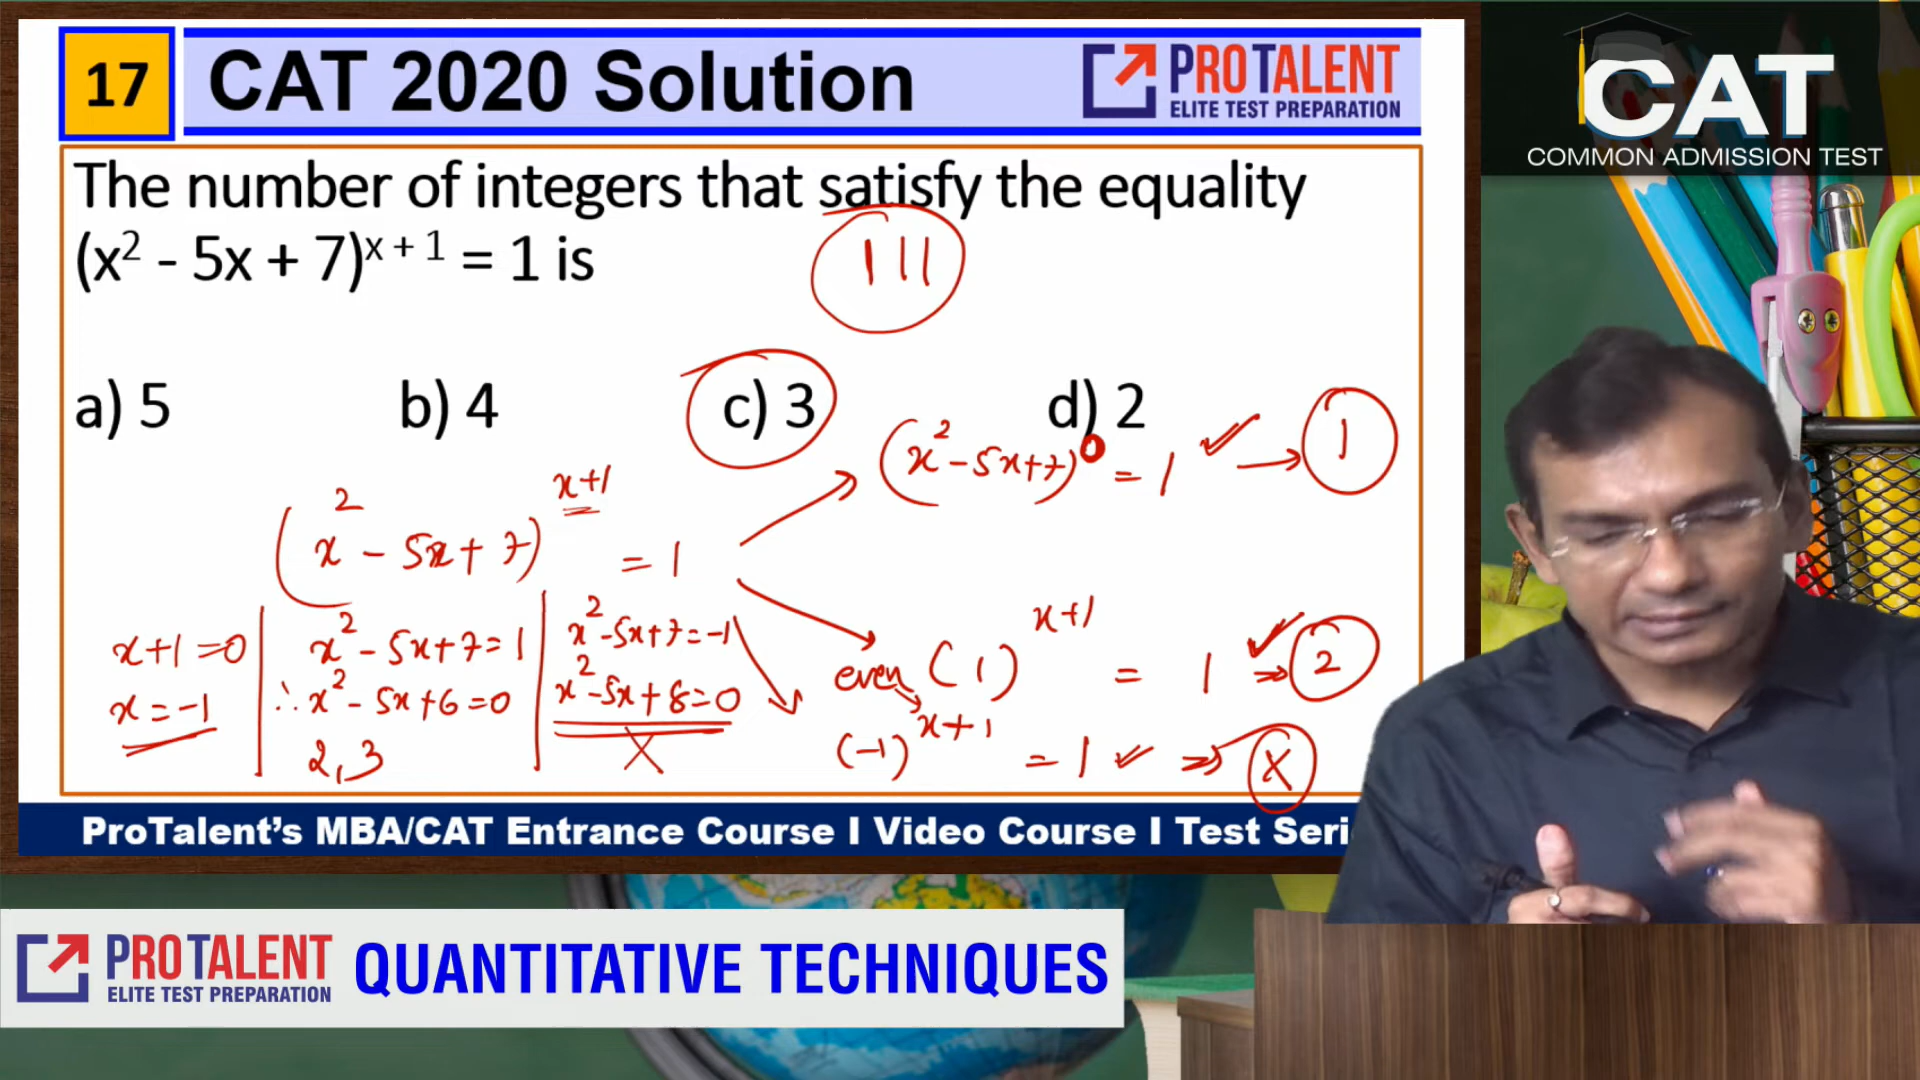 17
CAT 2020 Solution
PROTALENT
ELITE TEST PREPARATION
CAT
COMMON ADMISSION TEST
The number of integers that satisfy the equality
(x² - 5x + 7)ˣ ⁺ ¹ = 1 is
111
a) 5 b) 4 c) 3 d) 2
(x² - 5x + 7)⁰ = 1 ✓ → 1
(x² - 5x + 7)ˣ⁺¹ = 1
x+1 = 0
x = -1
x² - 5x + 7 = 1
∴ x² - 5x + 6 = 0
2, 3
x² - 5x + 7 = -1
x² - 5x + 8 = 0
X
(1)ˣ⁺¹ = 1 ✓ ⇒ 2
even
(-1)ˣ⁺¹ = 1 ✓ ⇒ X
ProTalent’s MBA/CAT Entrance Course I Video Course I Test Seri
PROTALENT
ELITE TEST PREPARATION
QUANTITATIVE TECHNIQUES